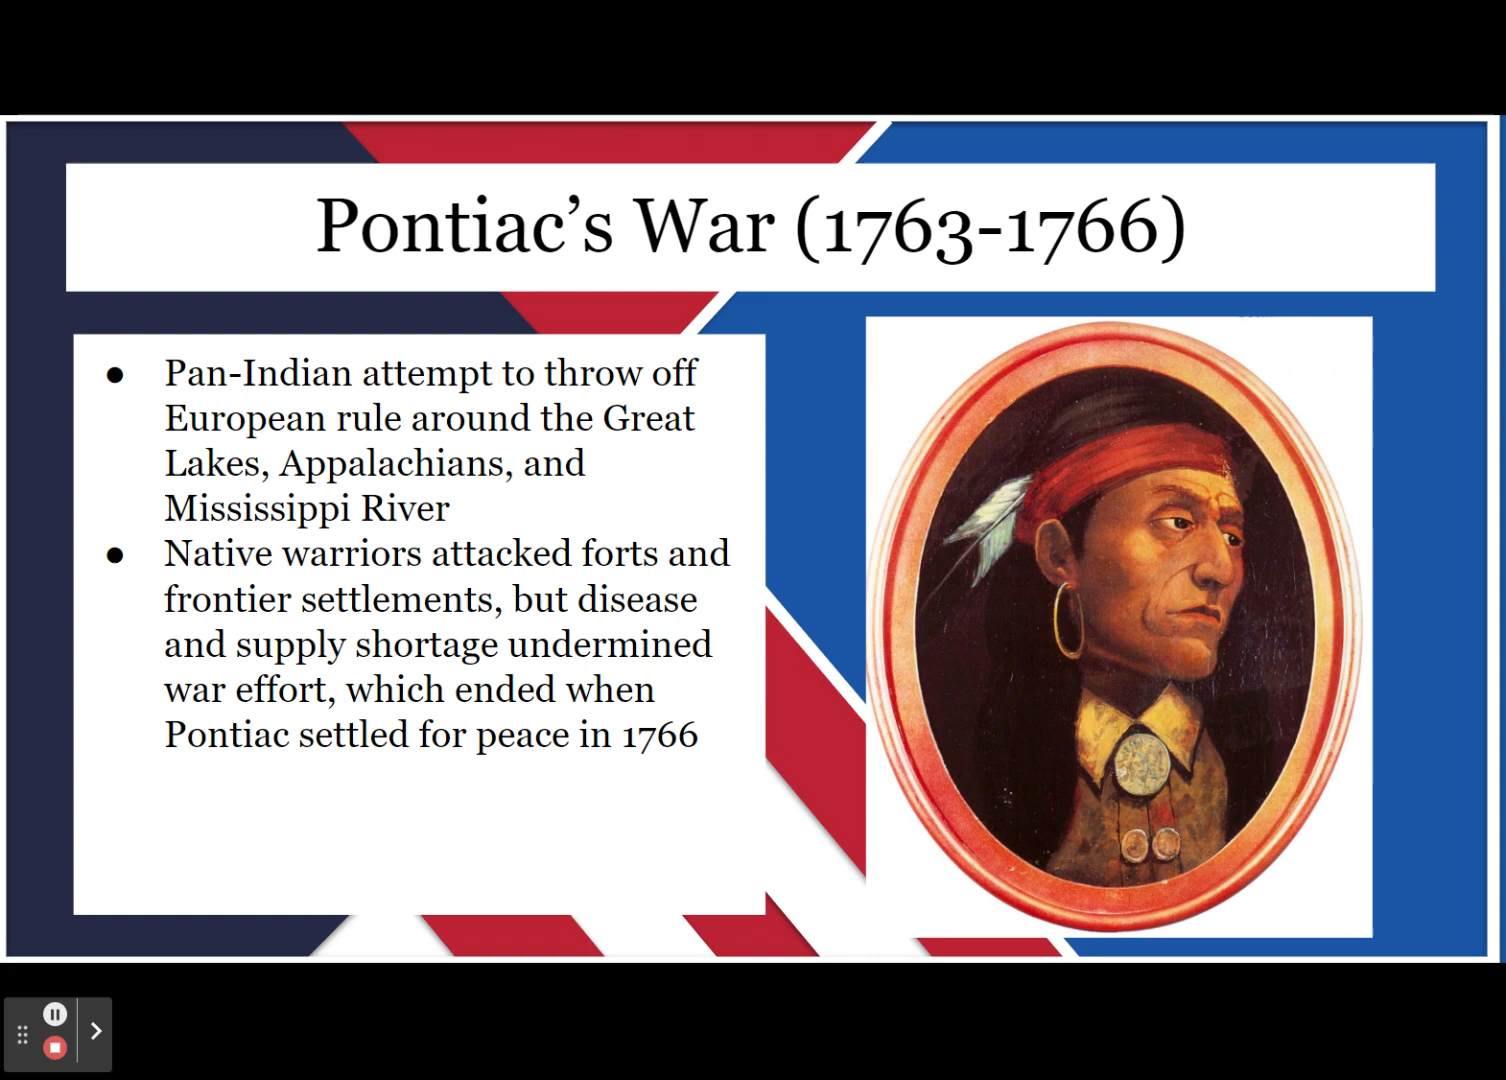 Pontiac’s War (1763-1766)
● Pan-Indian attempt to throw off
European rule around the Great
Lakes, Appalachians, and
Mississippi River
● Native warriors attacked forts and
frontier settlements, but disease
and supply shortage undermined
war effort, which ended when
Pontiac settled for peace in 1766